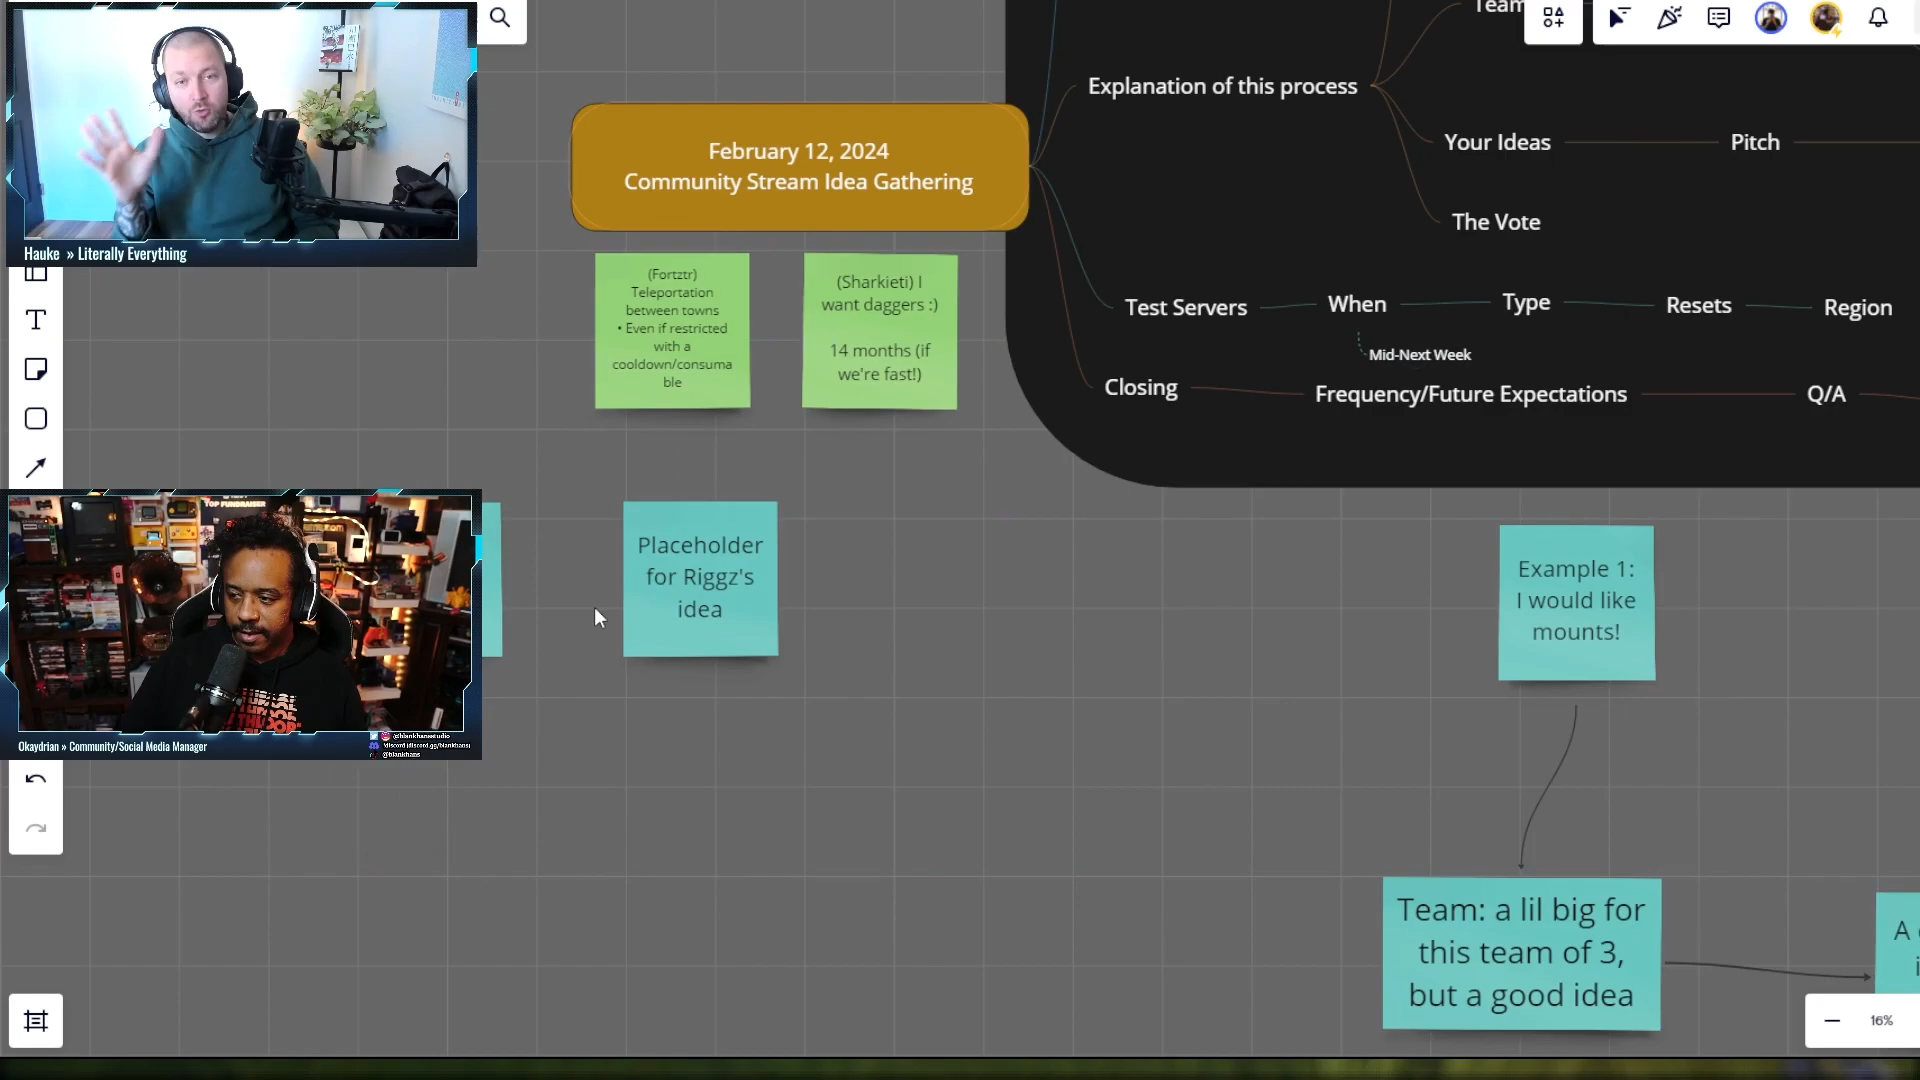 Hauke » Literally Everything
TOP FUNDRAISER
Okaydrian » Community/Social Media Manager
@blankhansstudio
@blankhans
February 12, 2024
Community Stream Idea Gathering
(Fortztr)
Teleportation
between towns
• Even if restricted
with a
cooldown/consuma
ble
(Sharkieti) I
want daggers :)
14 months (if
we're fast!)
Placeholder
for Riggz's
idea
Team
Explanation of this process
Your Ideas
Pitch
The Vote
Test Servers
When
Type
Resets
Region
Mid-Next Week
Closing
Frequency/Future Expectations
Q/A
Example 1:
I would like
mounts!
Team: a lil big for
this team of 3,
but a good idea
A
16%